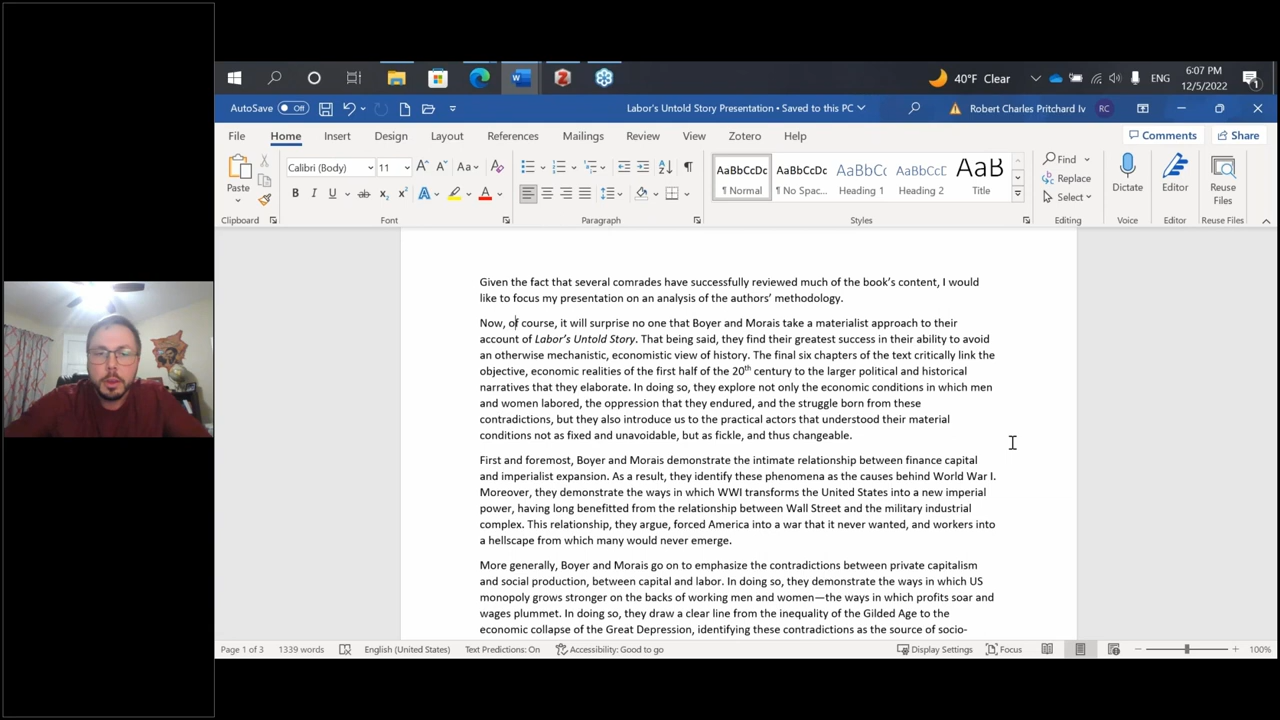 40°F Clear
ENG
6:07 PM
12/5/2022
AutoSave Off
Labor's Untold Story Presentation • Saved to this PC
Robert Charles Pritchard Iv
RC
File Home Insert Design Layout References Mailings Review View Zotero Help
Comments
Share
Paste
Calibri (Body) 11
Clipboard
Font
Paragraph
AaBbCcDc AaBbCcDc AaBbCc AaBbCcD AaB
¶ Normal ¶ No Spac... Heading 1 Heading 2 Title
Styles
Find
Replace
Select
Editing
Dictate
Voice
Editor
Editor
Reuse
Files
Reuse Files
Given the fact that several comrades have successfully reviewed much of the book's content, I would
like to focus my presentation on an analysis of the authors' methodology.
Now, of course, it will surprise no one that Boyer and Morais take a materialist approach to their
account of Labor's Untold Story. That being said, they find their greatest success in their ability to avoid
an otherwise mechanistic, economistic view of history. The final six chapters of the text critically link the
objective, economic realities of the first half of the 20th century to the larger political and historical
narratives that they elaborate. In doing so, they explore not only the economic conditions in which men
and women labored, the oppression that they endured, and the struggle born from these
contradictions, but they also introduce us to the practical actors that understood their material
conditions not as fixed and unavoidable, but as fickle, and thus changeable.
First and foremost, Boyer and Morais demonstrate the intimate relationship between finance capital
and imperialist expansion. As a result, they identify these phenomena as the causes behind World War I.
Moreover, they demonstrate the ways in which WWI transforms the United States into a new imperial
power, having long benefitted from the relationship between Wall Street and the military industrial
complex. This relationship, they argue, forced America into a war that it never wanted, and workers into
a hellscape from which many would never emerge.
More generally, Boyer and Morais go on to emphasize the contradictions between private capitalism
and social production, between capital and labor. In doing so, they demonstrate the ways in which US
monopoly grows stronger on the backs of working men and women—the ways in which profits soar and
wages plummet. In doing so, they draw a clear line from the inequality of the Gilded Age to the
economic collapse of the Great Depression, identifying these contradictions as the source of socio-
Page 1 of 3 1339 words English (United States) Text Predictions: On Accessibility: Good to go Display Settings Focus 100%